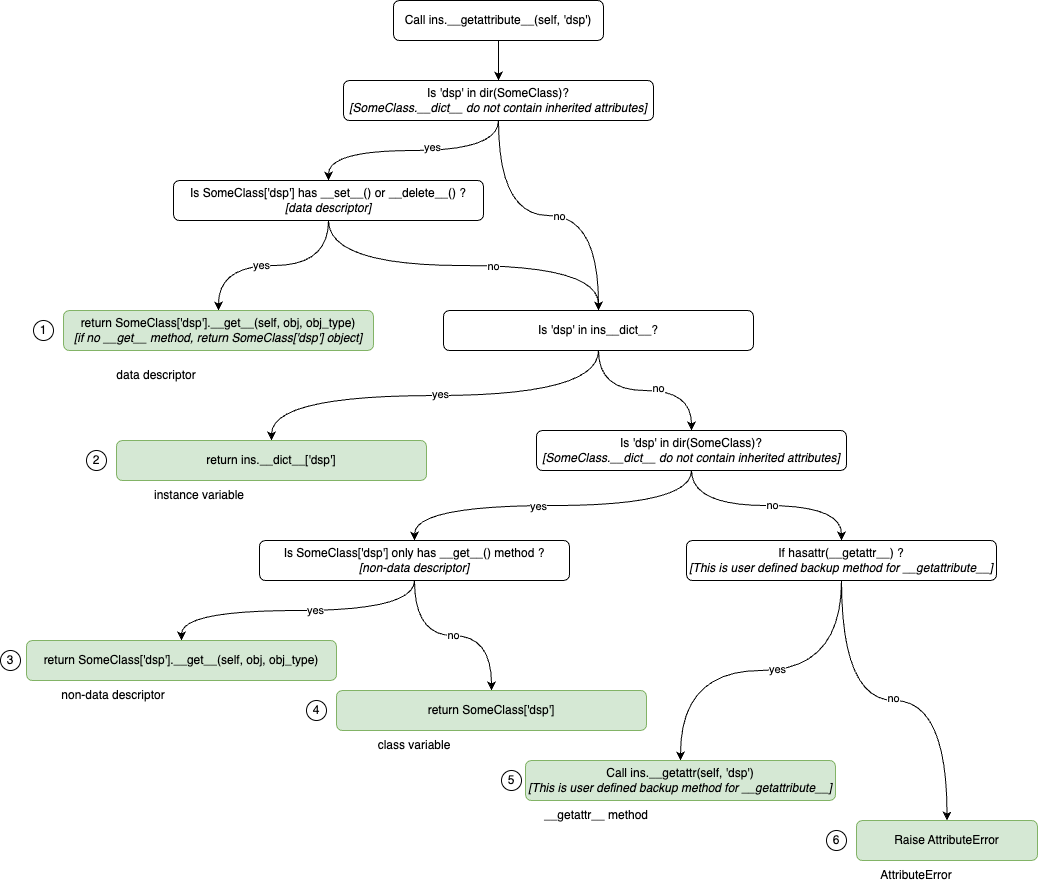 Call ins.__getattribute__(self, 'dsp')
Is 'dsp' in dir(SomeClass)?
[SomeClass.__dict__ do not contain inherited attributes]
yes
Is SomeClass['dsp'] has __set__() or __delete__() ?
[data descriptor]
no
yes
no
1
return SomeClass['dsp'].__get__(self, obj, obj_type)
[if no __get__ method, return SomeClass['dsp'] object]
Is 'dsp' in ins__dict__?
data descriptor
yes
no
2
return ins.__dict__['dsp']
Is 'dsp' in dir(SomeClass)?
[SomeClass.__dict__ do not contain inherited attributes]
instance variable
yes
no
Is SomeClass['dsp'] only has __get__() method ?
[non-data descriptor]
If hasattr(__getattr__) ?
[This is user defined backup method for __getattribute__]
yes
no
3
return SomeClass['dsp'].__get__(self, obj, obj_type)
non-data descriptor
yes
no
4
return SomeClass['dsp']
class variable
5
Call ins.__getattr(self, 'dsp')
[This is user defined backup method for __getattribute__]
__getattr__ method
6
Raise AttributeError
AttributeError